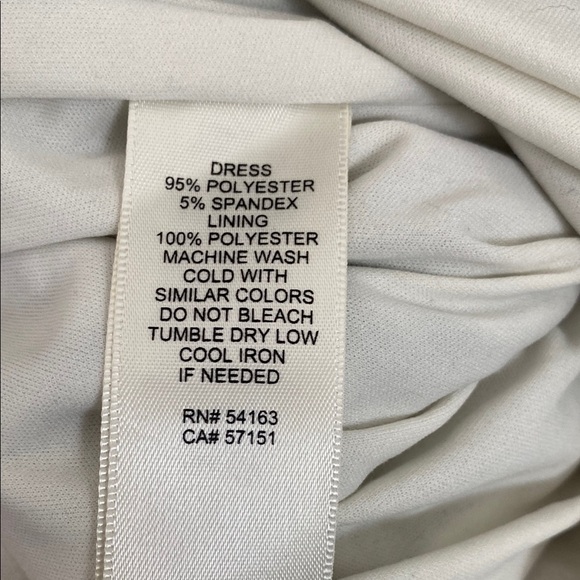 DRESS
95% POLYESTER
5% SPANDEX
LINING
100% POLYESTER
MACHINE WASH
COLD WITH
SIMILAR COLORS
DO NOT BLEACH
TUMBLE DRY LOW
COOL IRON
IF NEEDED
RN# 54163
CA# 57151